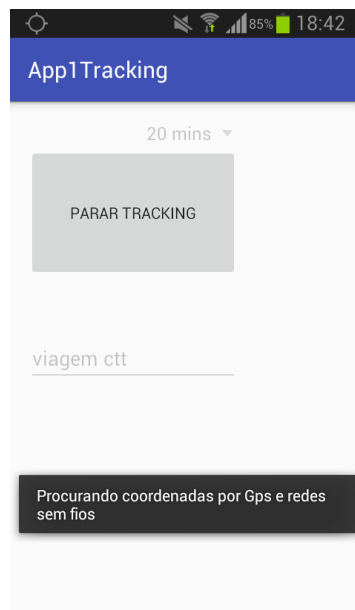 85% 18:42
App1Tracking
20 mins
PARAR TRACKING
viagem ctt
Procurando coordenadas por Gps e redes
sem fios